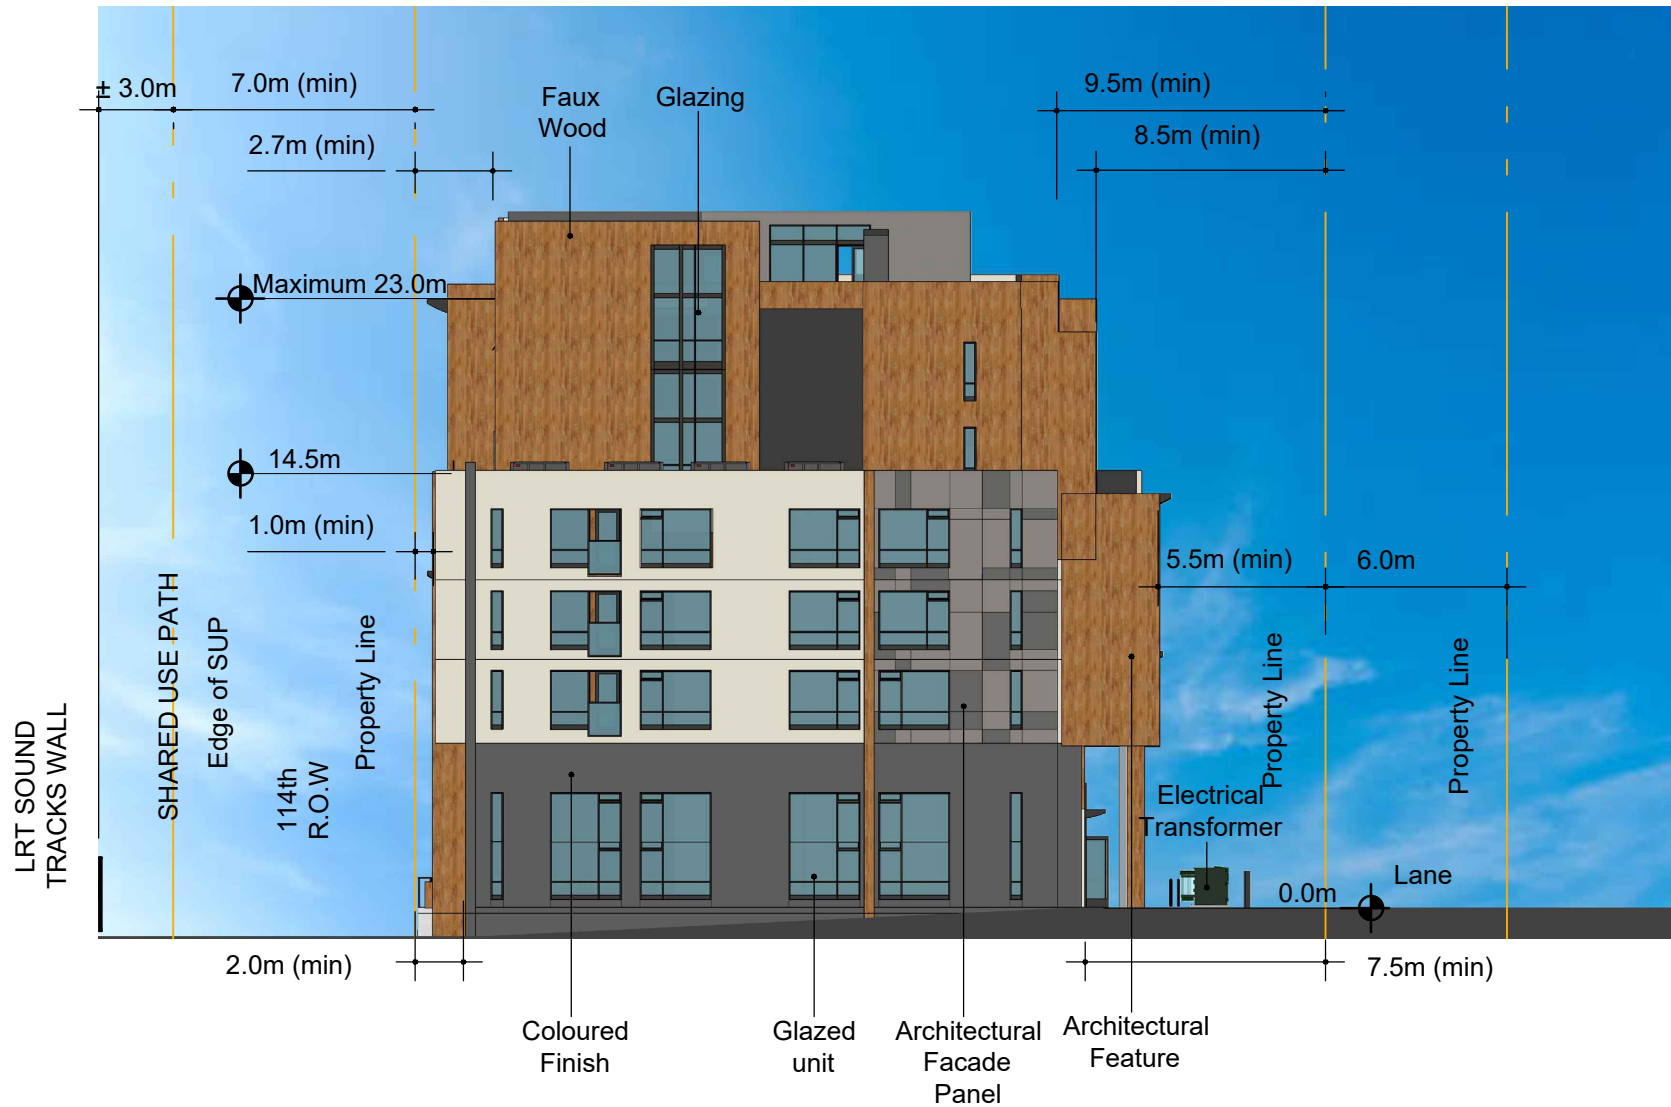 ± 3.0m
7.0m (min)
2.7m (min)
Faux
Wood
Glazing
9.5m (min)
8.5m (min)
Maximum 23.0m
14.5m
1.0m (min)
5.5m (min)
6.0m
LRT SOUND
TRACKS WALL
SHARED USE PATH
Edge of SUP
114th
R.O.W
Property Line
Property Line
Property Line
Electrical
Transformer
0.0m
Lane
2.0m (min)
7.5m (min)
Coloured
Finish
Glazed
unit
Architectural
Facade
Panel
Architectural
Feature